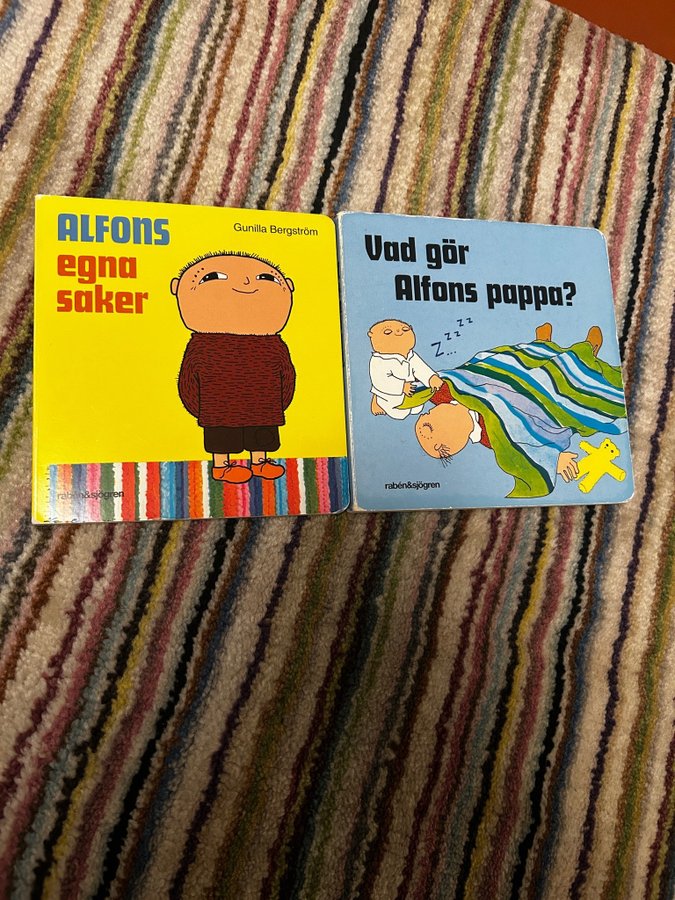 ALFONS
egna
saker
Gunilla Bergström
rabén&sjögren
Vad gör
Alfons pappa?
Z...
z
z
z
rabén&sjögren